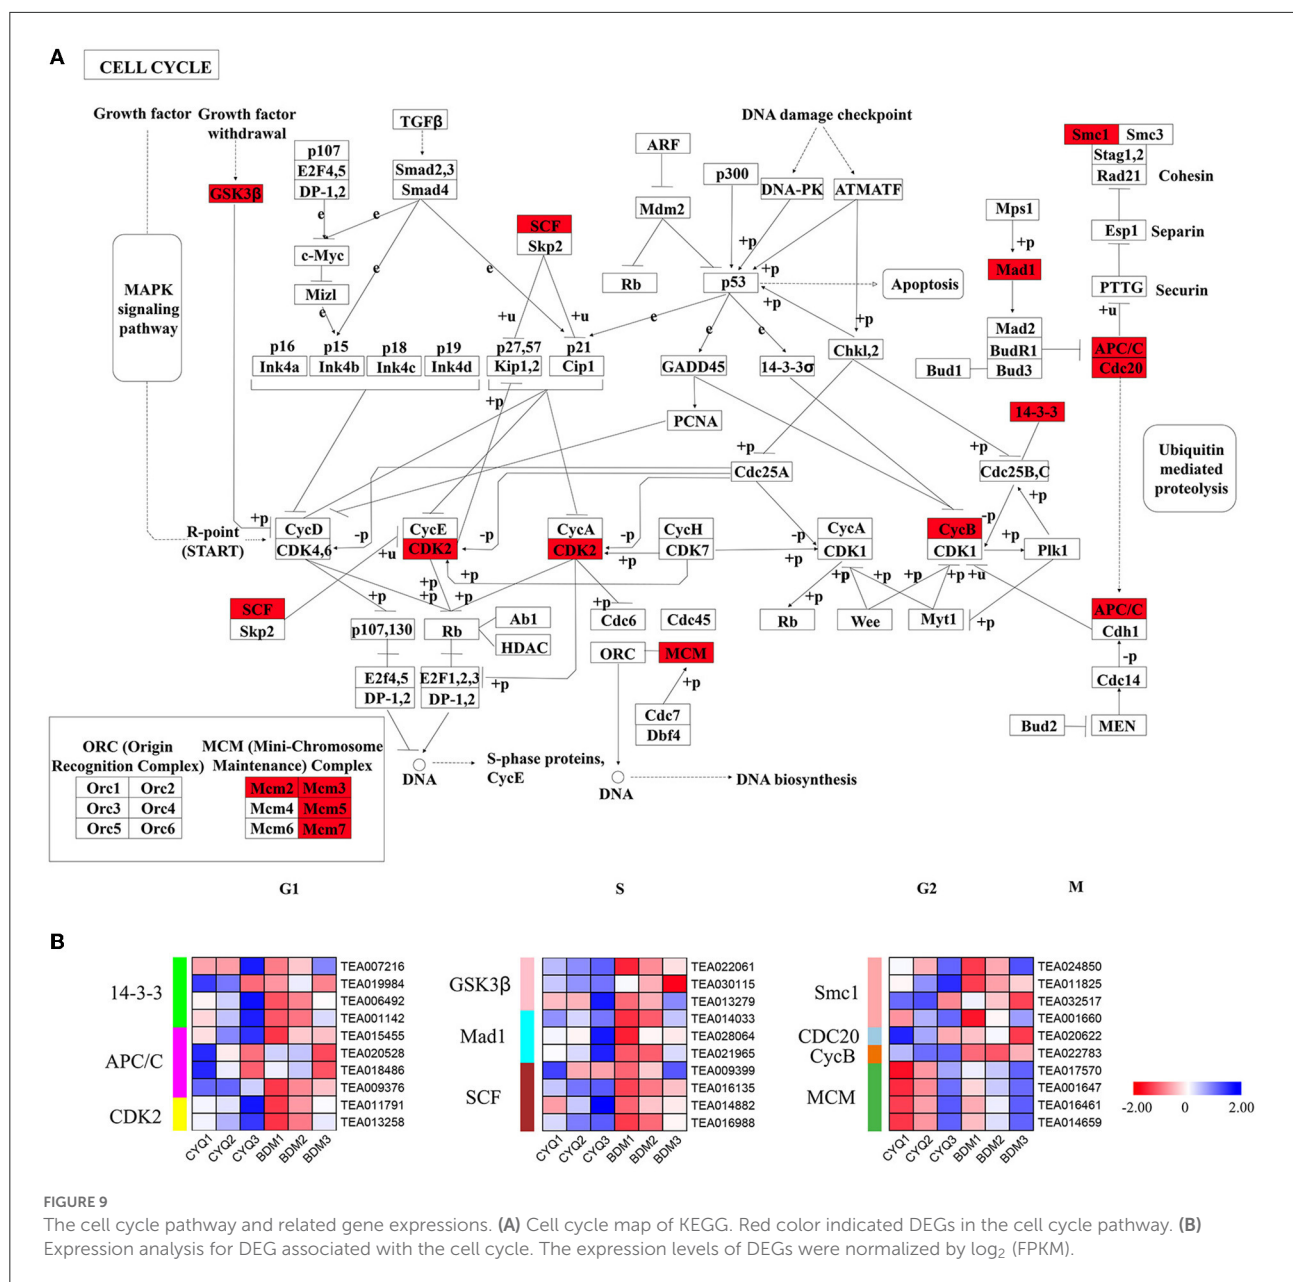 A
CELL CYCLE
Growth factor
Growth factor
withdrawal
TGFβ
DNA damage checkpoint
p107
E2F4,5
DP-1,2
Smad2,3
Smad4
ARF
p300
DNA-PK
ATMATF
Smc1
Smc3
Stag1,2
Rad21
Cohesin
GSK3β
e
e
SCF
Skp2
Mdm2
+p
Mps1
+p
Esp1
Separin
c-Myc
e
e
Rb
p53
+p
+p
Apoptosis
Mad1
PTTG
Securin
MAPK
signaling
pathway
Mizl
e
+u
+u
e
e
e
+p
+u
p16
Ink4a
p15
Ink4b
p18
Ink4c
p19
Ink4d
p27,57
Kip1,2
p21
Cip1
GADD45
14-3-3σ
Chkl,2
Mad2
BudR1
Bud3
Bud1
APC/C
Cdc20
+p
PCNA
14-3-3
+p
Cdc25A
+p
Cdc25B,C
Ubiquitin
mediated
proteolysis
R-point
(START)
+p
CycD
CDK4,6
-p
CycE
CDK2
-p
+u
CycA
CDK2
-p
+p
CycH
CDK7
-p
CycA
CDK1
CycB
CDK1
-p
+p
+p
Plk1
+p
+p
+p
+p
+p
+p
+p
+p
+p
+p
+p
+u
SCF
Skp2
p107,130
Rb
Ab1
HDAC
Cdc6
Cdc45
Rb
Wee
Myt1
+p
APC/C
Cdh1
-p
ORC
MCM
+p
E2f4,5
DP-1,2
E2F1,2,3
DP-1,2
+p
Cdc7
Dbf4
Cdc14
Bud2
MEN
ORC (Origin
Recognition Complex)
MCM (Mini-Chromosome
Maintenance) Complex
Orc1
Orc2
Orc3
Orc4
Orc5
Orc6
Mcm2
Mcm3
Mcm4
Mcm5
Mcm6
Mcm7
DNA
S-phase proteins,
CycE
DNA
DNA biosynthesis
G1
S
G2
M
B
14-3-3
APC/C
CDK2
TEA007216
TEA019984
TEA006492
TEA001142
TEA015455
TEA020528
TEA018486
TEA009376
TEA011791
TEA013258
CYQ1
CYQ2
CYQ3
BDM1
BDM2
BDM3
GSK3β
Mad1
SCF
TEA022061
TEA030115
TEA013279
TEA014033
TEA028064
TEA021965
TEA009399
TEA016135
TEA014882
TEA016988
CYQ1
CYQ2
CYQ3
BDM1
BDM2
BDM3
Smc1
CDC20
CycB
MCM
TEA024850
TEA011825
TEA032517
TEA001660
TEA020622
TEA022783
TEA017570
TEA001647
TEA016461
TEA014659
CYQ1
CYQ2
CYQ3
BDM1
BDM2
BDM3
-2.00
0
2.00
FIGURE 9
The cell cycle pathway and related gene expressions. (A) Cell cycle map of KEGG. Red color indicated DEGs in the cell cycle pathway. (B)
Expression analysis for DEG associated with the cell cycle. The expression levels of DEGs were normalized by log2 (FPKM).